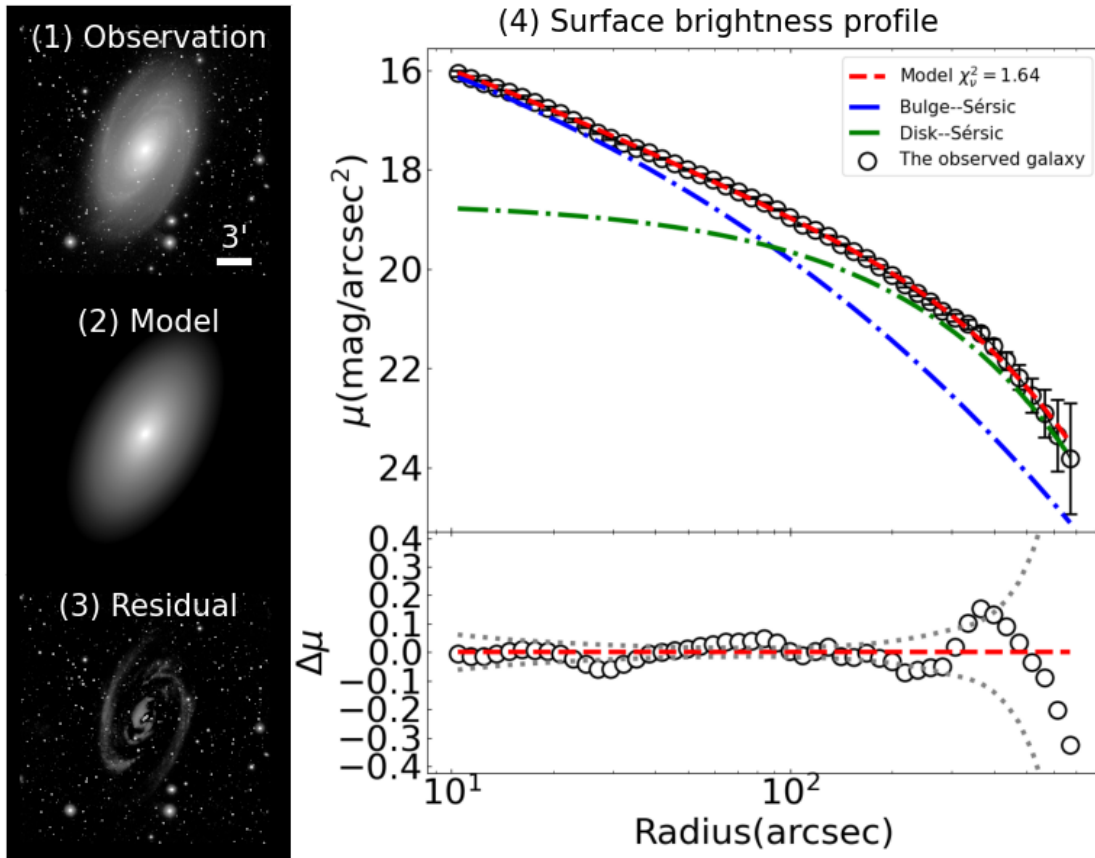 (1) Observation
3'
(2) Model
(3) Residual
(4) Surface brightness profile
Model χ²ᵥ = 1.64
Bulge--Sérsic
Disk--Sérsic
The observed galaxy
μ(mag/arcsec²)
16
18
20
22
24
Δμ
0.4
0.3
0.2
0.1
0.0
−0.1
−0.2
−0.3
−0.4
10¹
10²
Radius(arcsec)